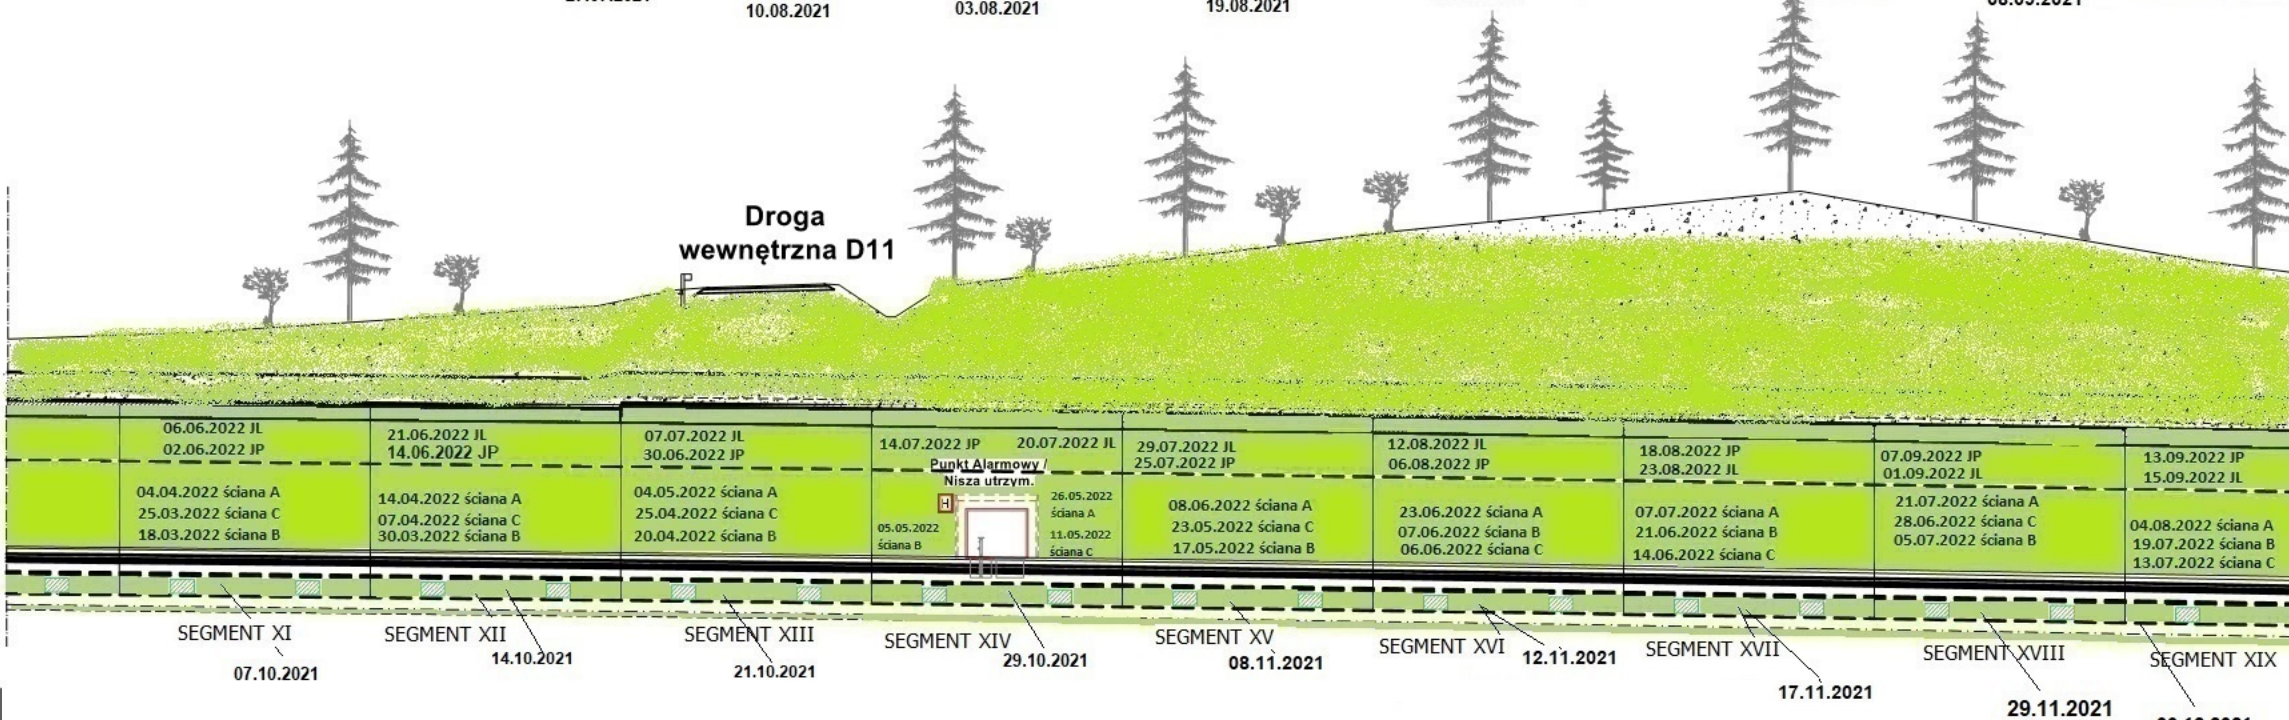 10.08.2021
03.08.2021
19.08.2021
Droga
wewnętrzna D11
06.06.2022 JL
02.06.2022 JP
04.04.2022 ściana A
25.03.2022 ściana C
18.03.2022 ściana B
21.06.2022 JL
14.06.2022 JP
14.04.2022 ściana A
07.04.2022 ściana C
30.03.2022 ściana B
07.07.2022 JL
30.06.2022 JP
04.05.2022 ściana A
25.04.2022 ściana C
20.04.2022 ściana B
14.07.2022 JP
20.07.2022 JL
Punkt Alarmowy /
Nisza utrzym.
H
05.05.2022
ściana B
26.05.2022
ściana A
11.05.2022
ściana C
29.07.2022 JL
25.07.2022 JP
08.06.2022 ściana A
23.05.2022 ściana C
17.05.2022 ściana B
12.08.2022 JL
06.08.2022 JP
23.06.2022 ściana A
07.06.2022 ściana B
06.06.2022 ściana C
18.08.2022 JP
23.08.2022 JL
07.07.2022 ściana A
21.06.2022 ściana B
14.06.2022 ściana C
07.09.2022 JP
01.09.2022 JL
21.07.2022 ściana A
28.06.2022 ściana C
05.07.2022 ściana B
13.09.2022 JP
15.09.2022 JL
04.08.2022 ściana A
19.07.2022 ściana B
13.07.2022 ściana C
SEGMENT XI
07.10.2021
SEGMENT XII
14.10.2021
SEGMENT XIII
21.10.2021
SEGMENT XIV
29.10.2021
SEGMENT XV
08.11.2021
SEGMENT XVI
12.11.2021
SEGMENT XVII
17.11.2021
SEGMENT XVIII
29.11.2021
SEGMENT XIX